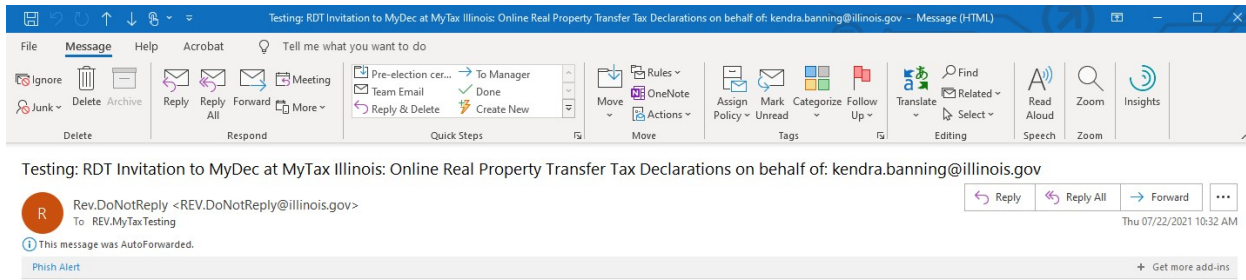 Testing: RDT Invitation to MyDec at MyTax Illinois: Online Real Property Transfer Tax Declarations on behalf of: kendra.banning@illinois.gov - Message (HTML)
File Message Help Acrobat Tell me what you want to do
Ignore
Junk
Delete
Archive
Delete
Reply
Reply All
Forward
Meeting
More
Respond
Pre-election cer... To Manager
Team Email Done
Reply & Delete Create New
Quick Steps
Move
Rules
OneNote
Actions
Move
Assign Policy
Mark Unread
Categorize
Follow Up
Tags
Translate
Find
Related
Select
Editing
Read Aloud
Speech
Zoom
Zoom
Insights
Testing: RDT Invitation to MyDec at MyTax Illinois: Online Real Property Transfer Tax Declarations on behalf of: kendra.banning@illinois.gov
R
Rev.DoNotReply <REV.DoNotReply@illinois.gov>
To REV.MyTaxTesting
Reply Reply All Forward ...
Thu 07/22/2021 10:32 AM
This message was AutoForwarded.
Phish Alert + Get more add-ins